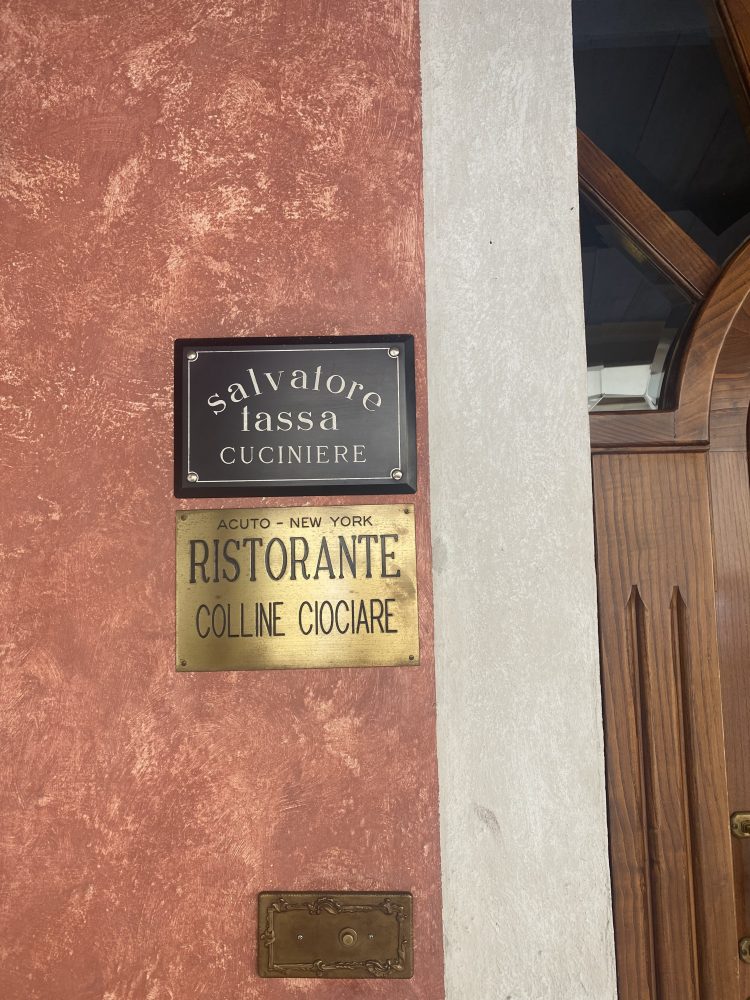 salvatore
tassa
CUCINIERE
ACUTO - NEW YORK
RISTORANTE
COLLINE CIOCIARE